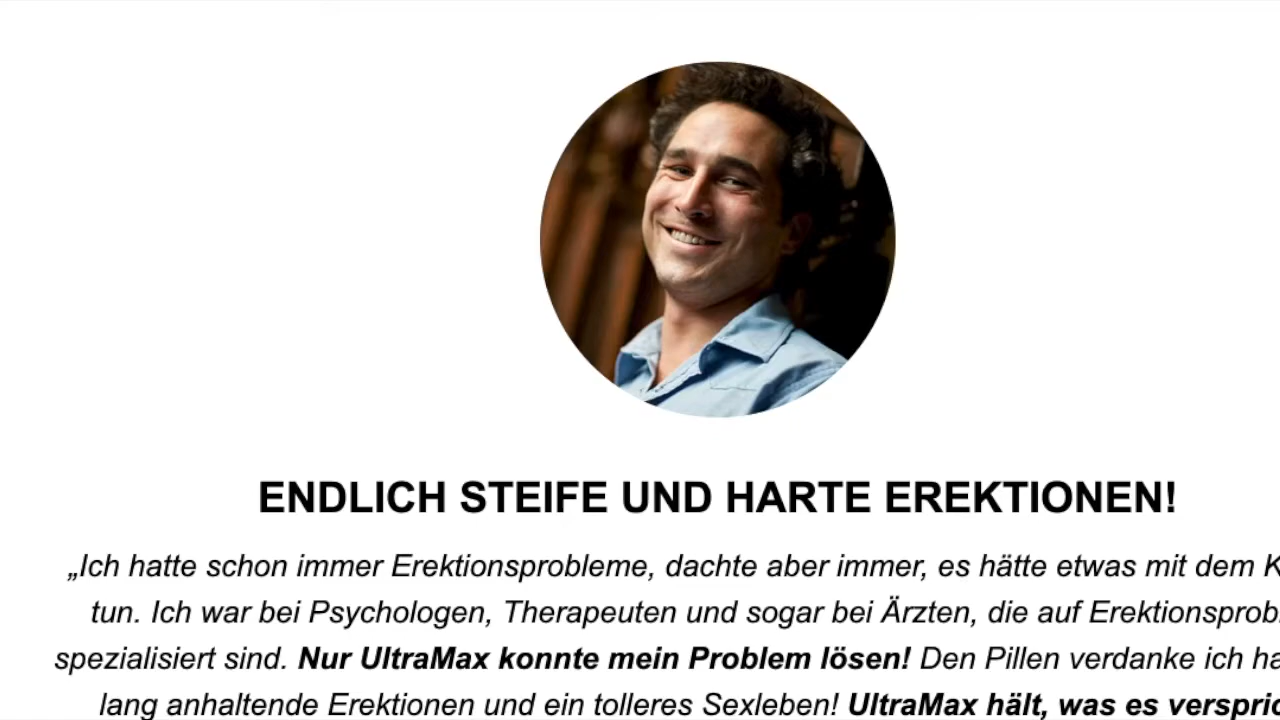 ENDLICH STEIFE UND HARTE EREKTIONEN!
„Ich hatte schon immer Erektionsprobleme, dachte aber immer, es hätte etwas mit dem
tun. Ich war bei Psychologen, Therapeuten und sogar bei Ärzten, die auf
spezialisiert sind. Nur UltraMax konnte mein Problem lösen! Den Pillen verdanke ich
lang anhaltende Erektionen und ein tolleres Sexleben! UltraMax hält, was es